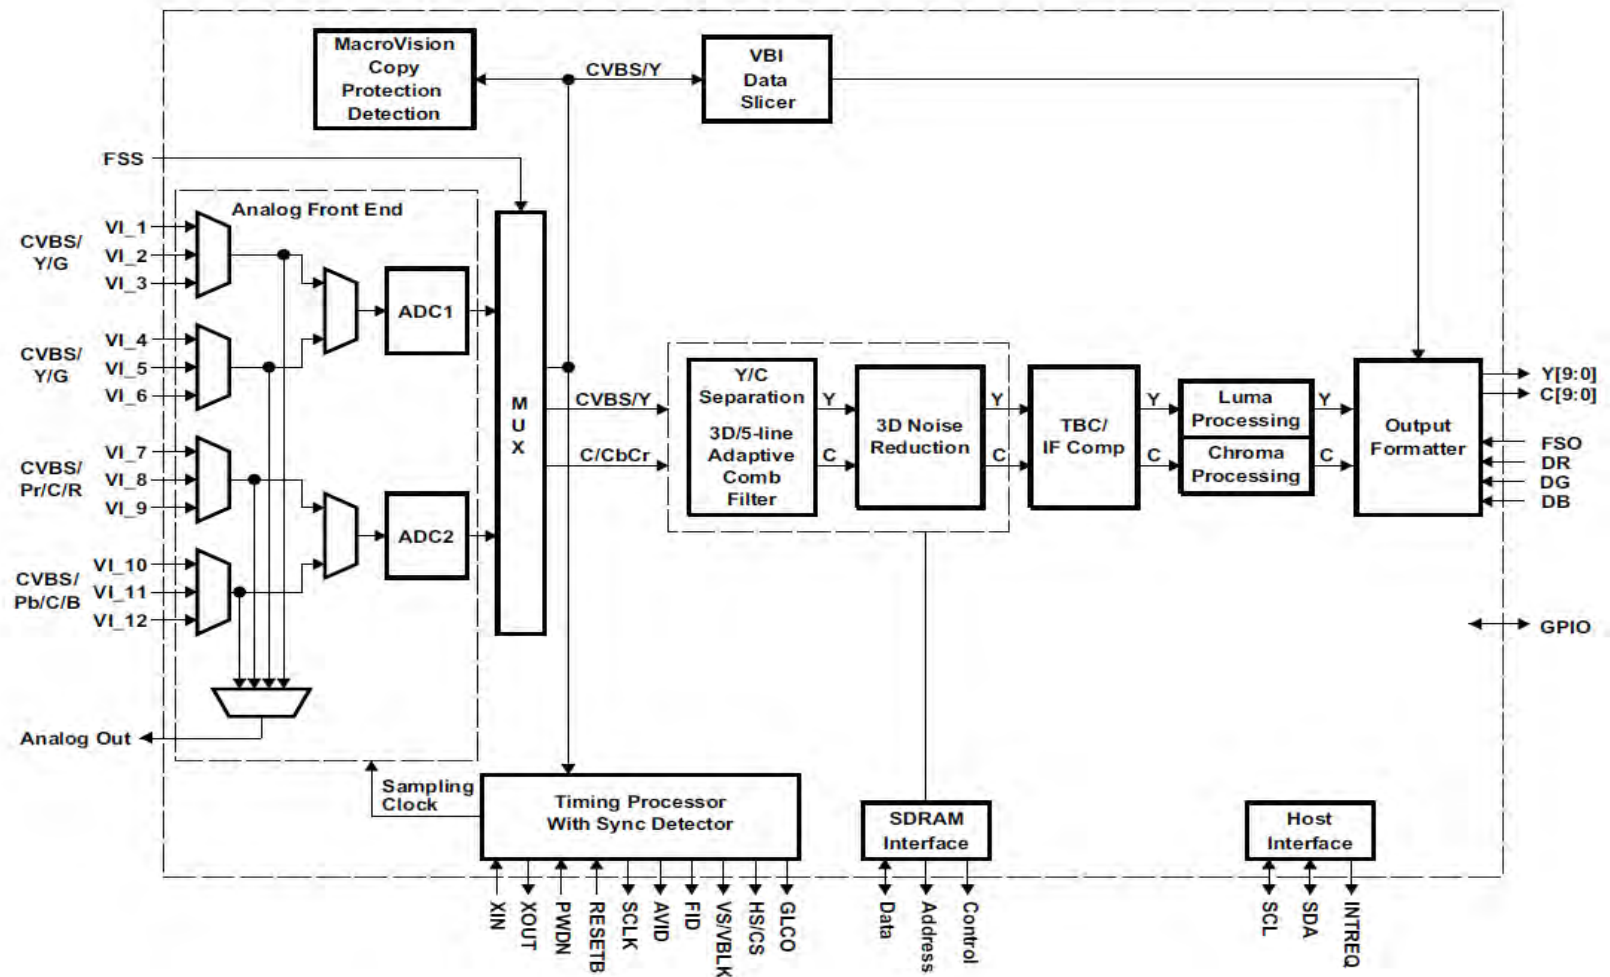 MacroVision
Copy
Protection
Detection
CVBS/Y
VBI
Data
Slicer
FSS
Analog Front End
CVBS/
Y/G
VI_1
VI_2
VI_3
CVBS/
Y/G
VI_4
VI_5
VI_6
CVBS/
Pr/C/R
VI_7
VI_8
VI_9
CVBS/
Pb/C/B
VI_10
VI_11
VI_12
ADC1
ADC2
M
U
X
CVBS/Y
C/CbCr
Y/C
Separation
3D/5-line
Adaptive
Comb
Filter
Y
C
3D Noise
Reduction
Y
C
TBC/
IF Comp
Y
C
Luma
Processing
Chroma
Processing
Y
C
Output
Formatter
Y[9:0]
C[9:0]
FSO
DR
DG
DB
GPIO
Analog Out
Sampling
Clock
Timing Processor
With Sync Detector
SDRAM
Interface
Host
Interface
XIN
XOUT
PWDN
RESETB
SCLK
AVID
FID
VS/VBLK
HS/CS
GLCO
Data
Address
Control
SCL
SDA
INTREQ